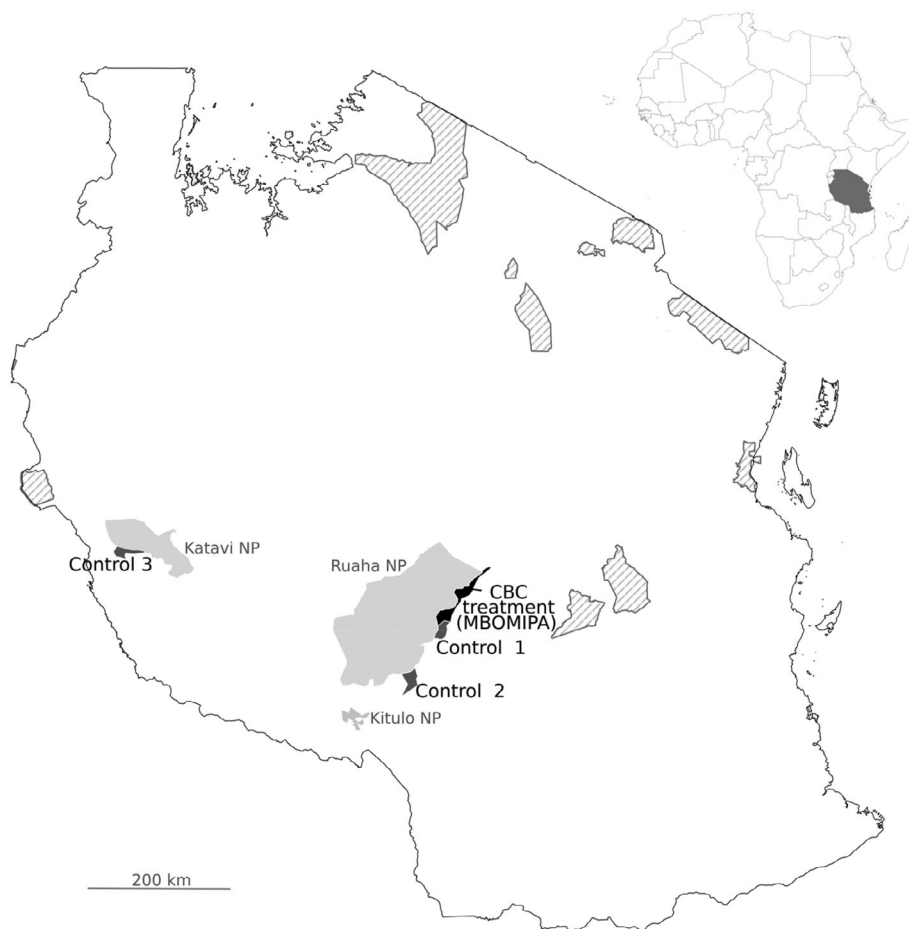 Katavi NP
Control 3
Ruaha NP
CBC
treatment
(MBOMIPA)
Control 1
Control 2
Kitulo NP
200 km